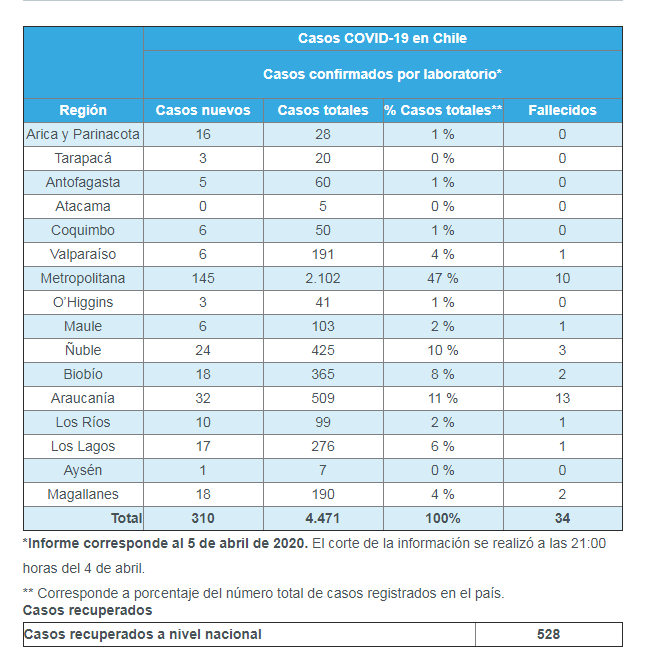 Casos COVID-19 en Chile
Casos confirmados por laboratorio*
Región Casos nuevos Casos totales % Casos totales** Fallecidos
Arica y Parinacota 16 28 1 % 0
Tarapacá 3 20 0 % 0
Antofagasta 5 60 1 % 0
Atacama 0 5 0 % 0
Coquimbo 6 50 1 % 0
Valparaíso 6 191 4 % 1
Metropolitana 145 2.102 47 % 10
O’Higgins 3 41 1 % 0
Maule 6 103 2 % 1
Ñuble 24 425 10 % 3
Biobío 18 365 8 % 2
Araucanía 32 509 11 % 13
Los Ríos 10 99 2 % 1
Los Lagos 17 276 6 % 1
Aysén 1 7 0 % 0
Magallanes 18 190 4 % 2
Total 310 4.471 100% 34
*Informe corresponde al 5 de abril de 2020. El corte de la información se realizó a las 21:00
horas del 4 de abril.
** Corresponde a porcentaje del número total de casos registrados en el país.
Casos recuperados
Casos recuperados a nivel nacional 528